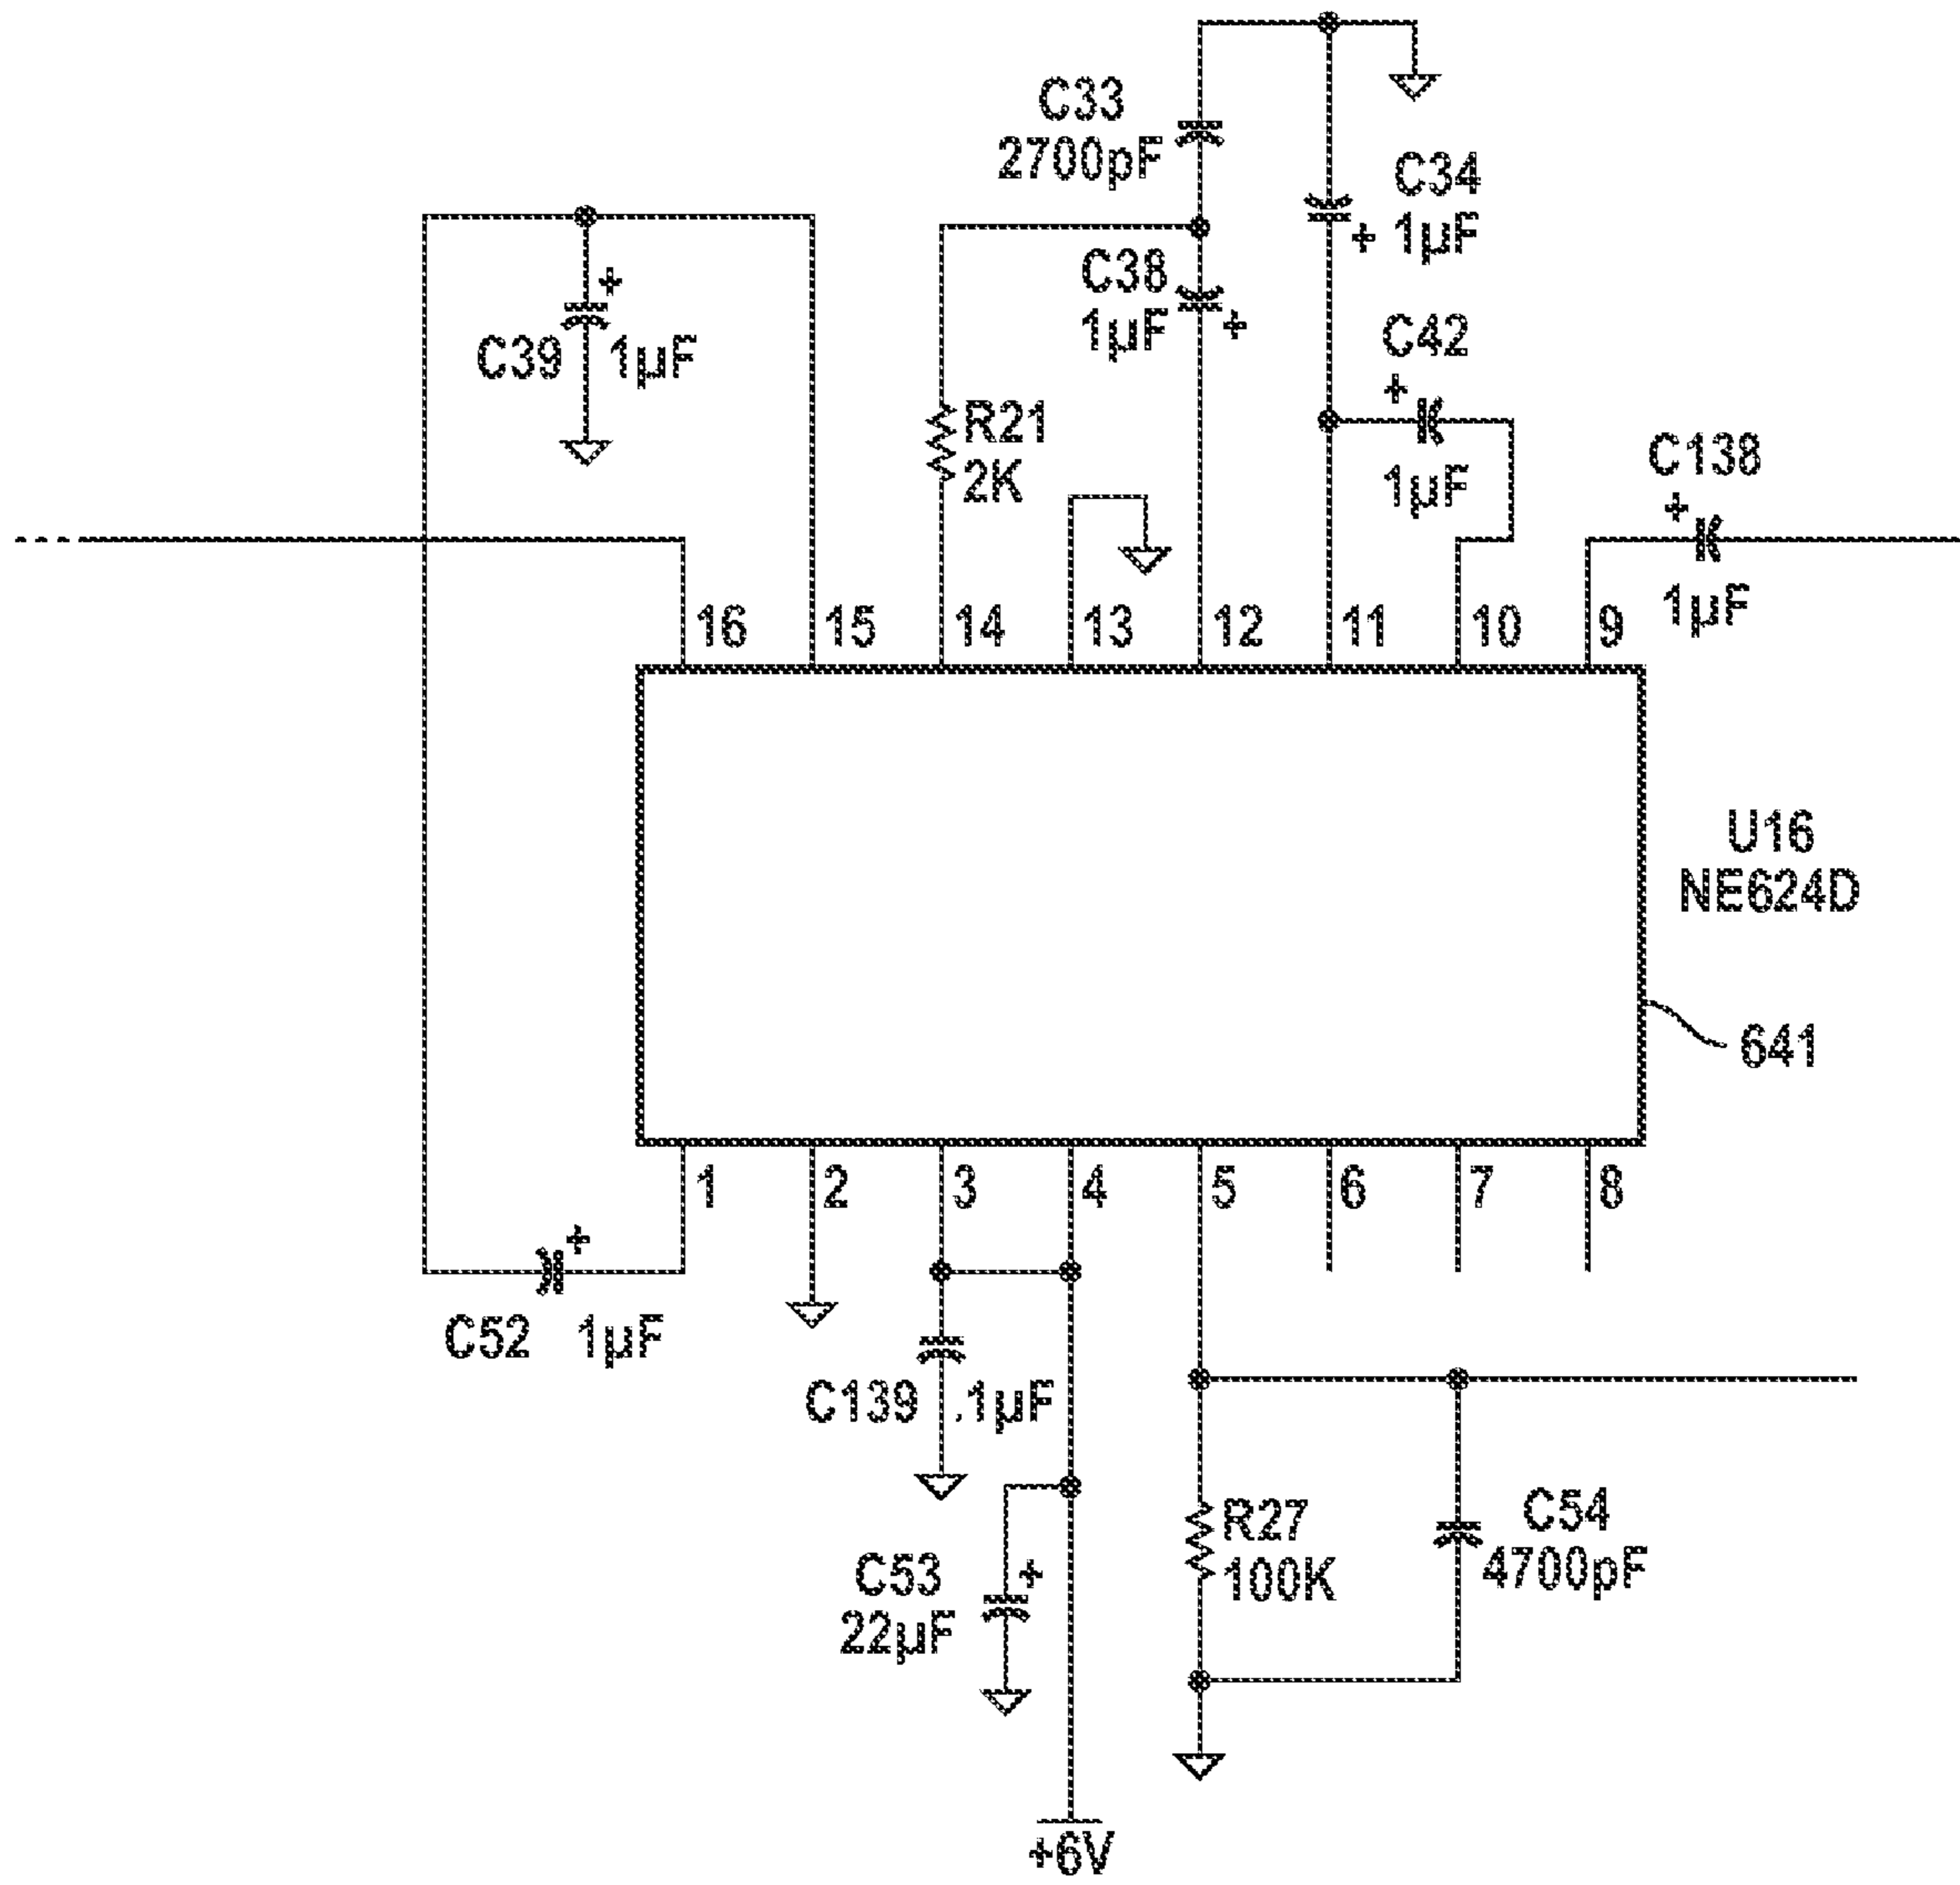 C33
2700pF
C34
+ 1µF
C38
1µF
+
+
C39 1µF
C42
+
1µF
R21
2K
C138
+
1µF
16 15 14 13 12 11 10 9
U16
NE624D
641
1 2 3 4 5 6 7 8
+
C52 1µF
C139 .1µF
C53
22µF
+
R27
100K
C54
4700pF
+6V